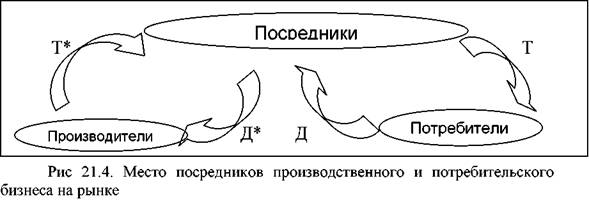 Посредники
Т* Т
Производители Д* Д Потребители
Рис 21.4. Место посредников производственного и потребительского
бизнеса на рынке